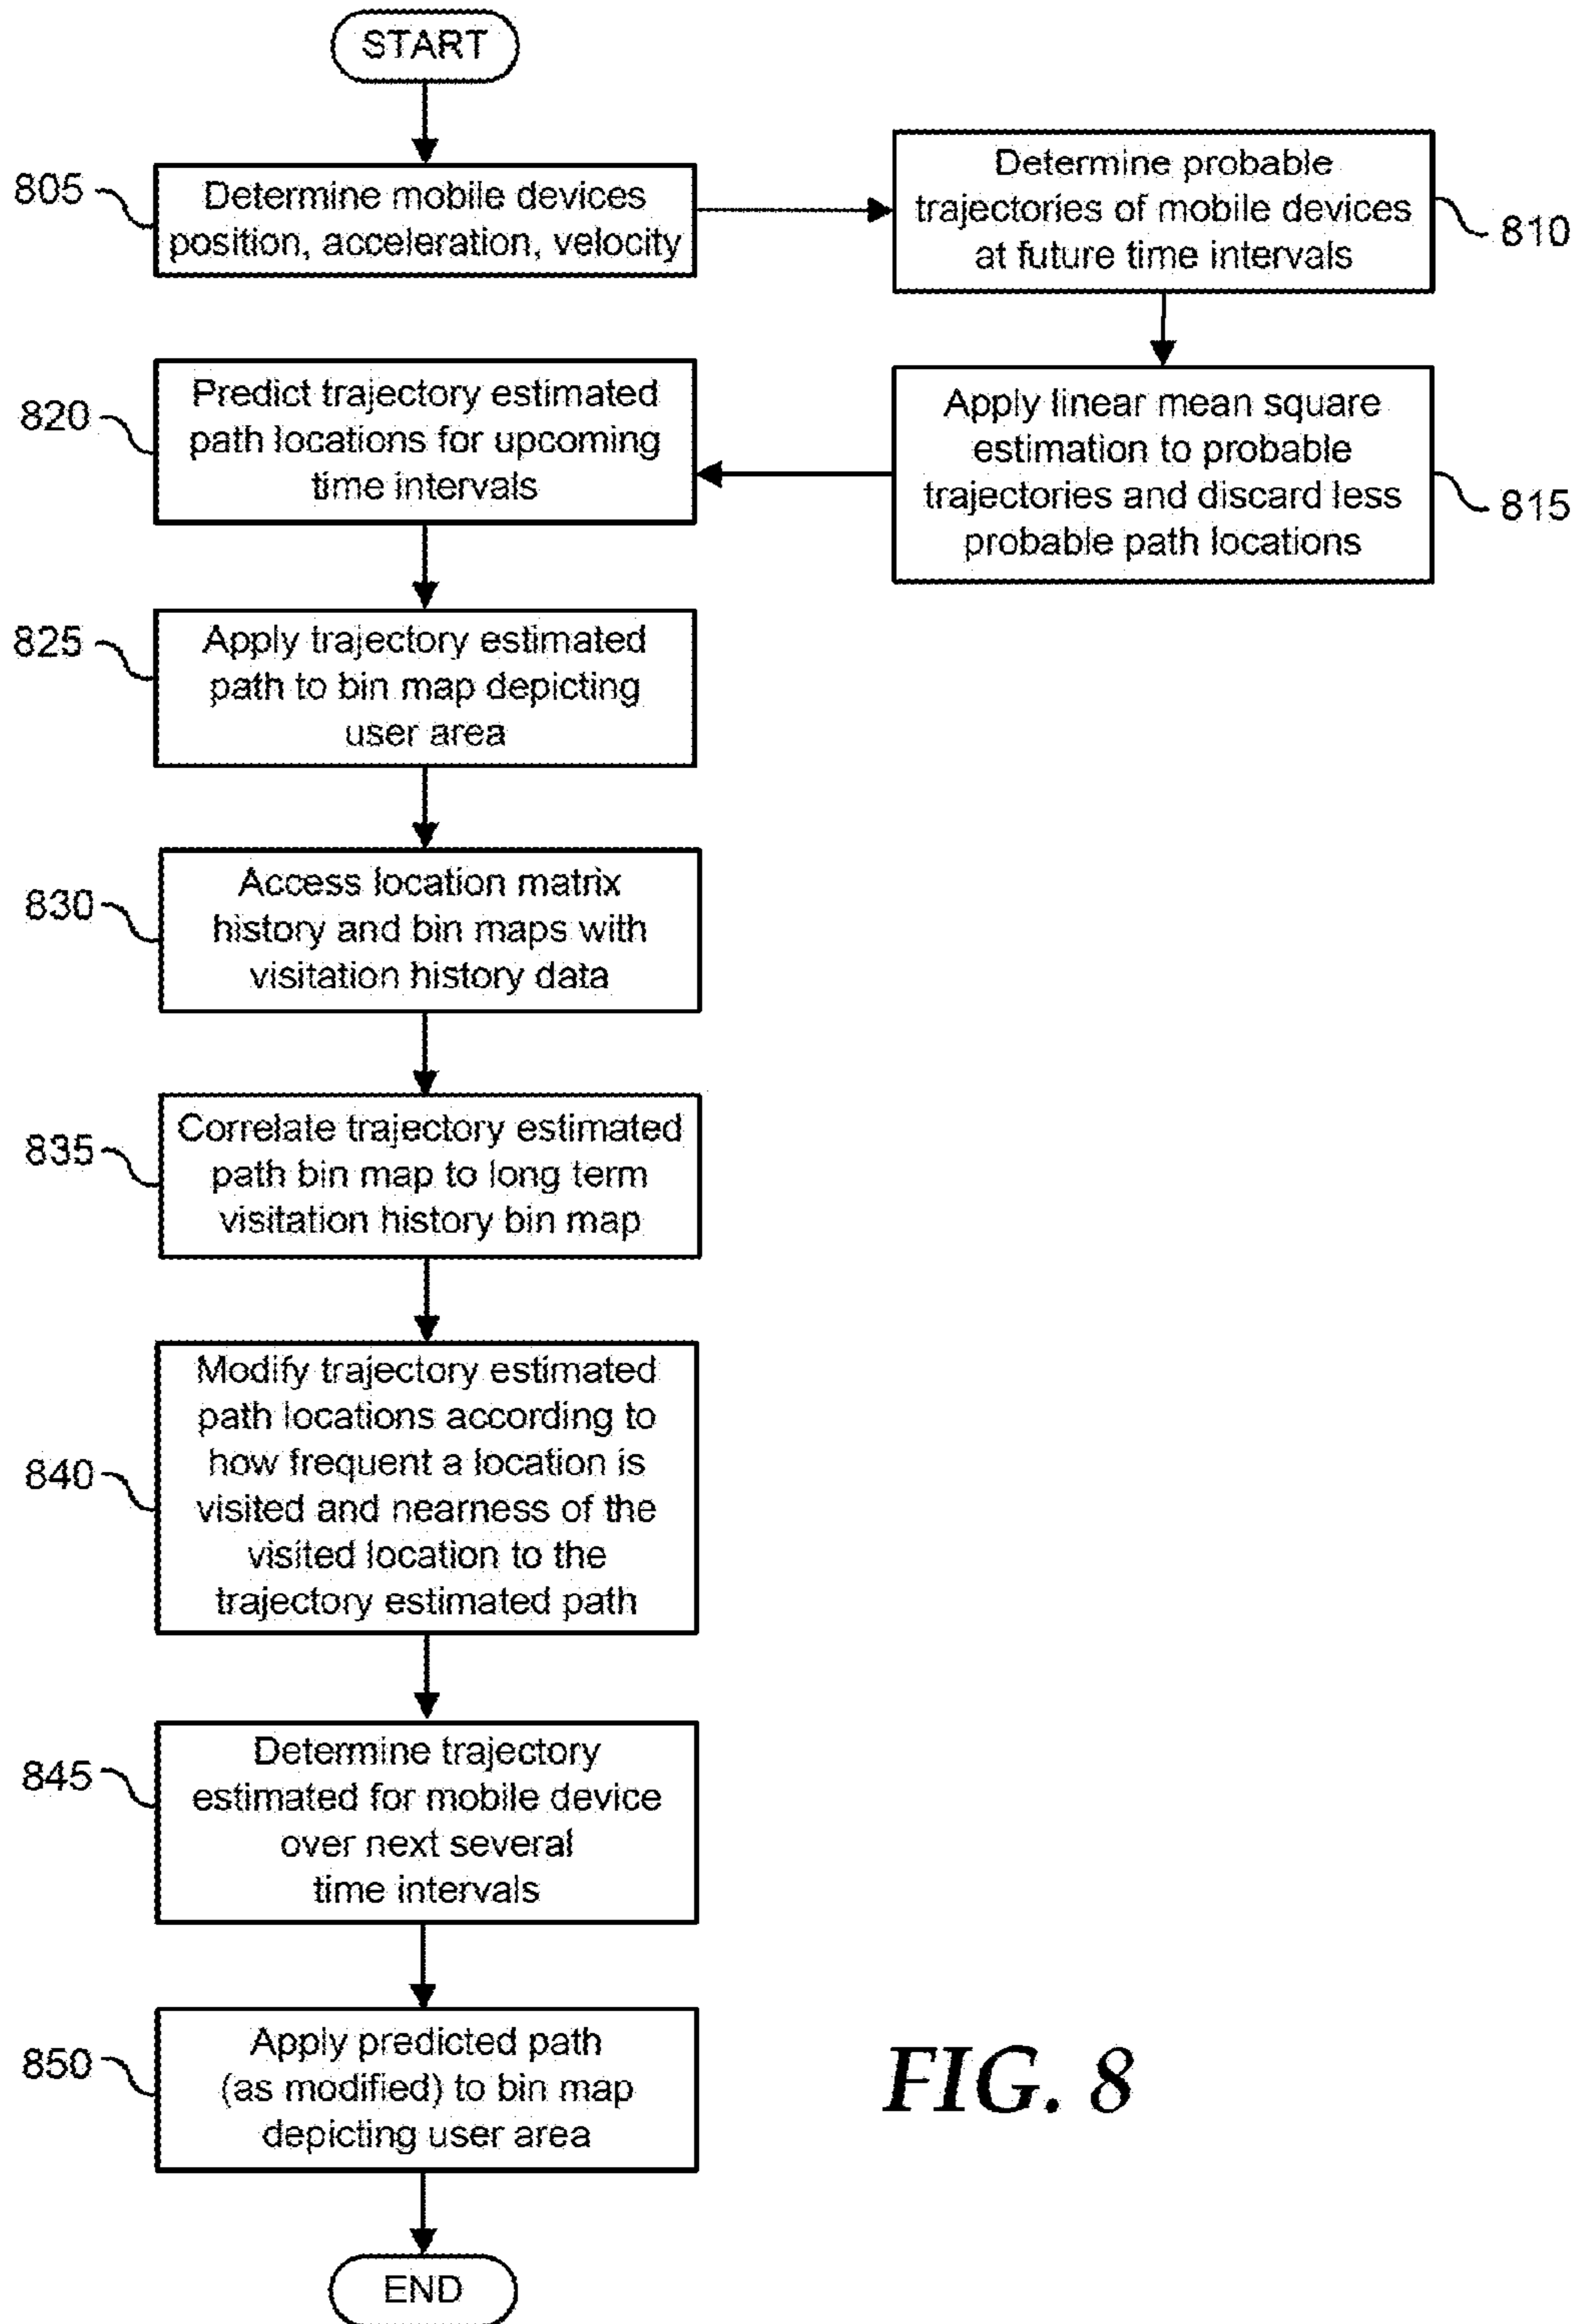 START
805
Determine mobile devices
position, acceleration, velocity
Determine probable
trajectories of mobile devices
at future time intervals
810
Apply linear mean square
estimation to probable
trajectories and discard less
probable path locations
815
820
Predict trajectory estimated
path locations for upcoming
time intervals
825
Apply trajectory estimated
path to bin map depicting
user area
830
Access location matrix
history and bin maps with
visitation history data
835
Correlate trajectory estimated
path bin map to long term
visitation history bin map
840
Modify trajectory estimated
path locations according to
how frequent a location is
visited and nearness of the
visited location to the
trajectory estimated path
845
Determine trajectory
estimated for mobile device
over next several
time intervals
850
Apply predicted path
(as modified) to bin map
depicting user area
END
FIG. 8